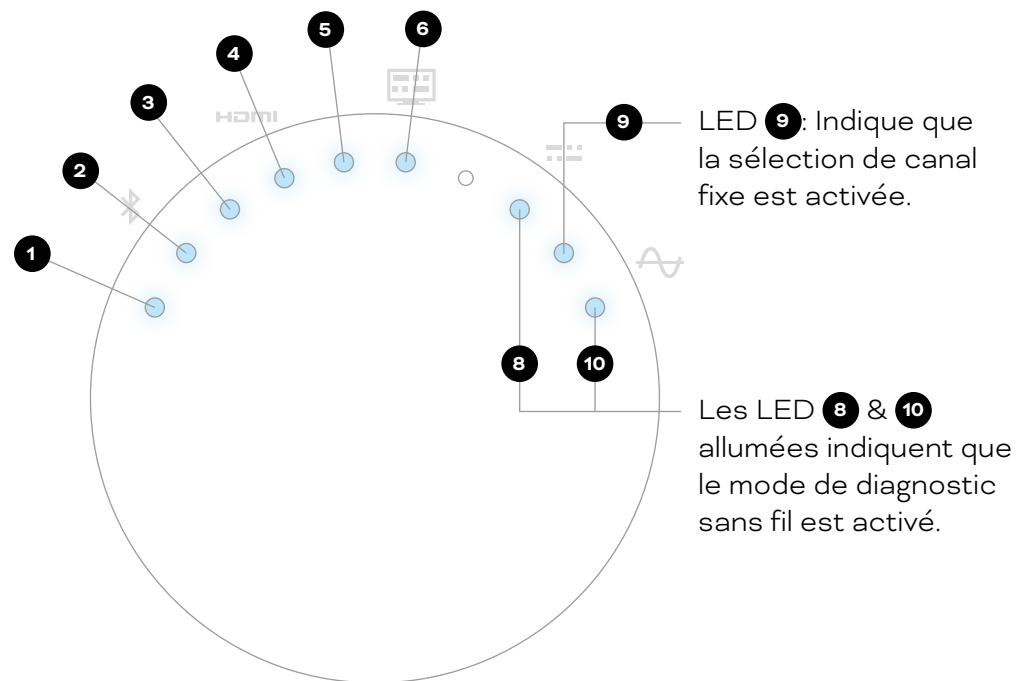 5
6
4
3
HDMI
2
1
9
LED 9: Indique que
la sélection de canal
fixe est activée.
8
10
Les LED 8 & 10
allumées indiquent que
le mode de diagnostic
sans fil est activé.